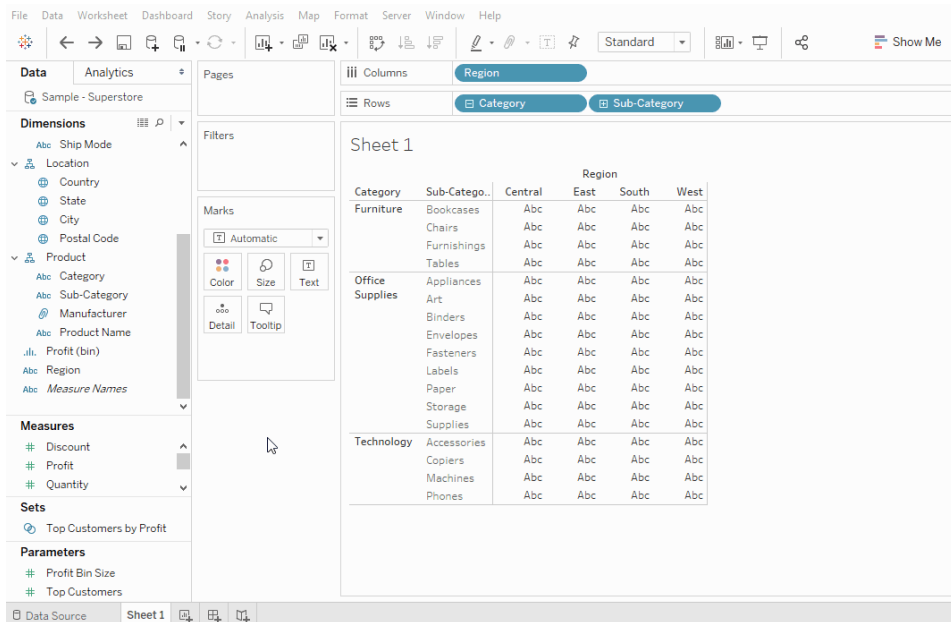 File Data Worksheet Dashboard Story Analysis Map Format Server Window Help
Standard
Show Me
Data Analytics
Sample - Superstore
Dimensions
Abc Ship Mode
Location
Country
State
City
Postal Code
Product
Abc Category
Abc Sub-Category
Manufacturer
Abc Product Name
Profit (bin)
Abc Region
Abc Measure Names
Measures
# Discount
# Profit
# Quantity
Sets
Top Customers by Profit
Parameters
# Profit Bin Size
# Top Customers
Pages
Filters
Marks
T Automatic
Color Size T Text
Detail Tooltip
iii Columns Region
Rows Category Sub-Category
Sheet 1
Region
Category Sub-Catego.. Central East South West
Furniture Bookcases Abc Abc Abc Abc
Chairs Abc Abc Abc Abc
Furnishings Abc Abc Abc Abc
Tables Abc Abc Abc Abc
Office Supplies Appliances Abc Abc Abc Abc
Art Abc Abc Abc Abc
Binders Abc Abc Abc Abc
Envelopes Abc Abc Abc Abc
Fasteners Abc Abc Abc Abc
Labels Abc Abc Abc Abc
Paper Abc Abc Abc Abc
Storage Abc Abc Abc Abc
Supplies Abc Abc Abc Abc
Technology Accessories Abc Abc Abc Abc
Copiers Abc Abc Abc Abc
Machines Abc Abc Abc Abc
Phones Abc Abc Abc Abc
Data Source Sheet 1